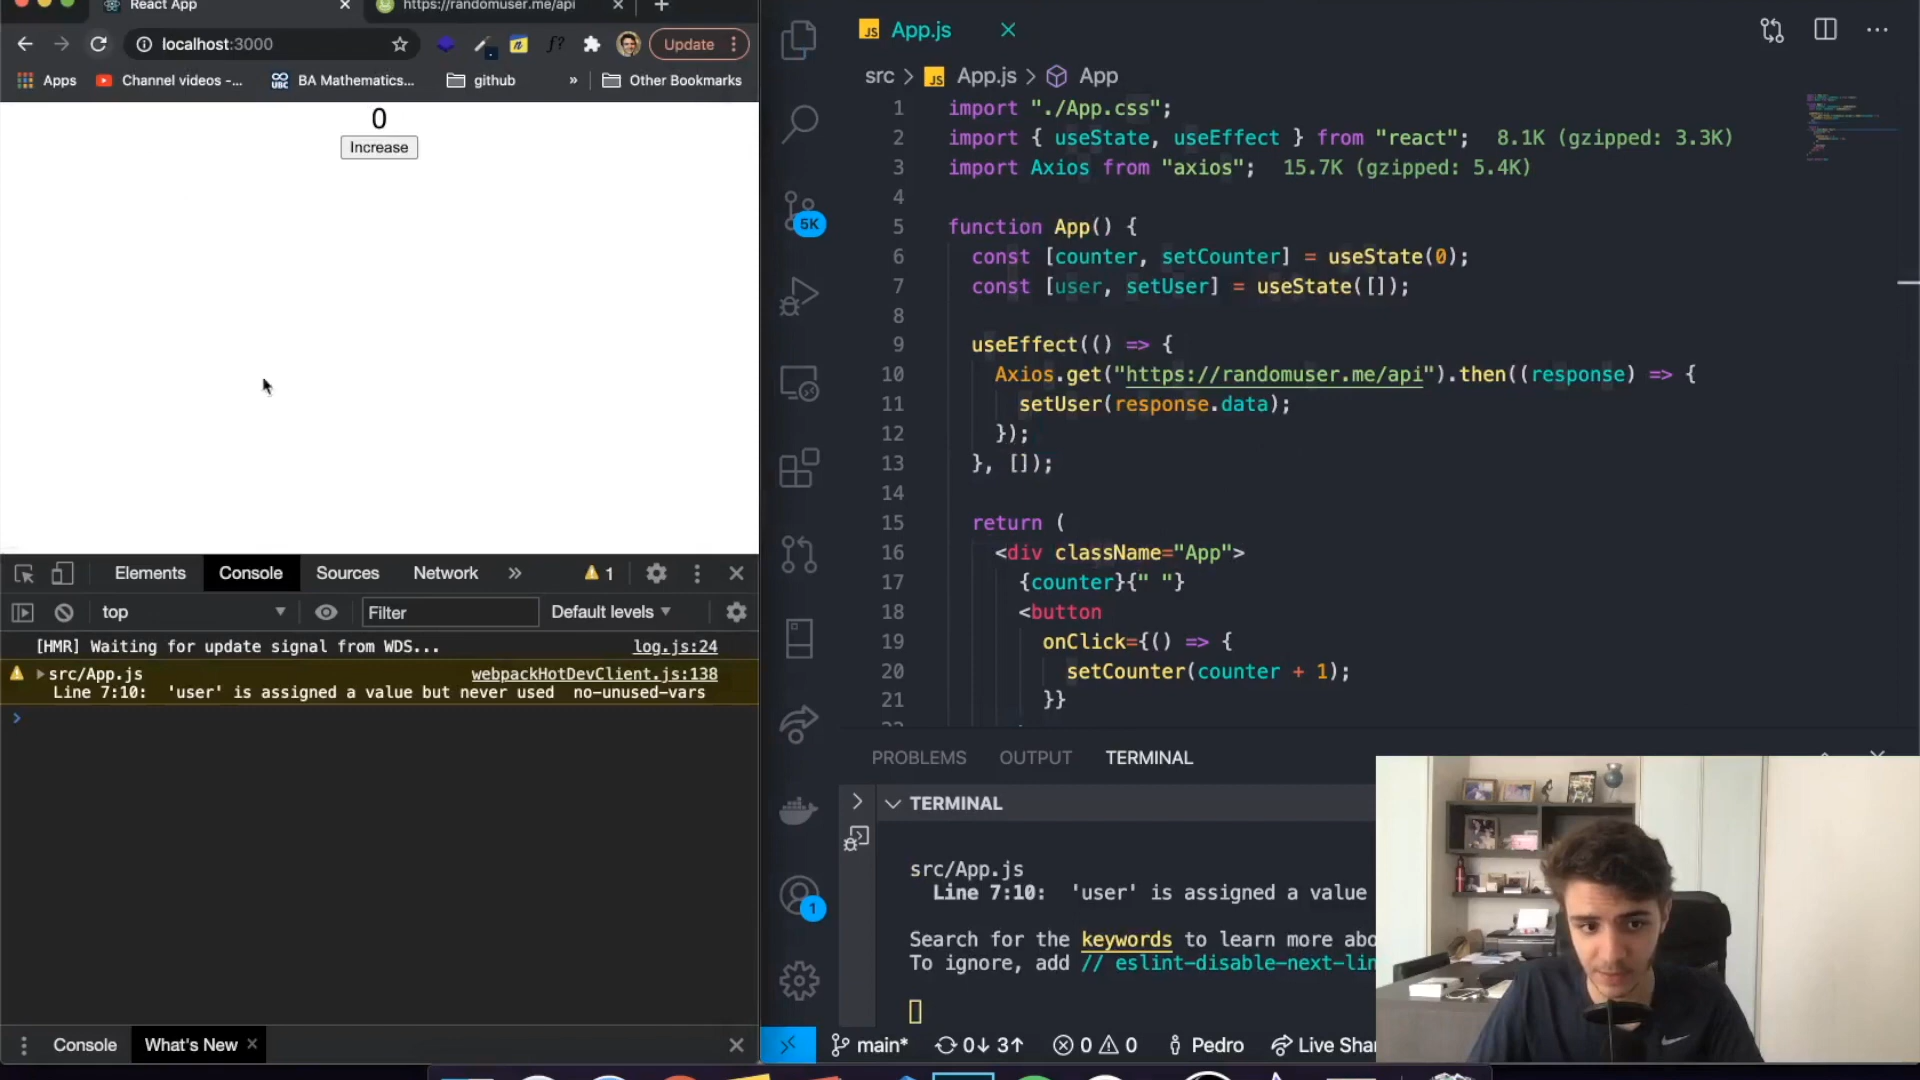 React App
https://randomuser.me/api
localhost:3000
Update
Apps
Channel videos -...
UBC
BA Mathematics...
github
»
Other Bookmarks
0
Increase
Elements
Console
Sources
Network
»
1
top
Filter
Default levels
[HMR] Waiting for update signal from WDS...
log.js:24
src/App.js
webpackHotDevClient.js:138
Line 7:10: 'user' is assigned a value but never used no-unused-vars
Console
What's New
JS App.js
src > JS App.js > App
1 import "./App.css";
2 import { useState, useEffect } from "react"; 8.1K (gzipped: 3.3K)
3 import Axios from "axios"; 15.7K (gzipped: 5.4K)
4
5 function App() {
6 const [counter, setCounter] = useState(0);
7 const [user, setUser] = useState([]);
8
9 useEffect(() => {
10 Axios.get("https://randomuser.me/api").then((response) => {
11 setUser(response.data);
12 });
13 }, []);
14
15 return (
16 <div className="App">
17 {counter}{" "}
18 <button
19 onClick={() => {
20 setCounter(counter + 1);
21 }}
5K
1
PROBLEMS
OUTPUT
TERMINAL
TERMINAL
src/App.js
Line 7:10: 'user' is assigned a value
Search for the keywords to learn more abo
To ignore, add // eslint-disable-next-lin
main*
0↓ 3↑
0
0
Pedro
Live Shar